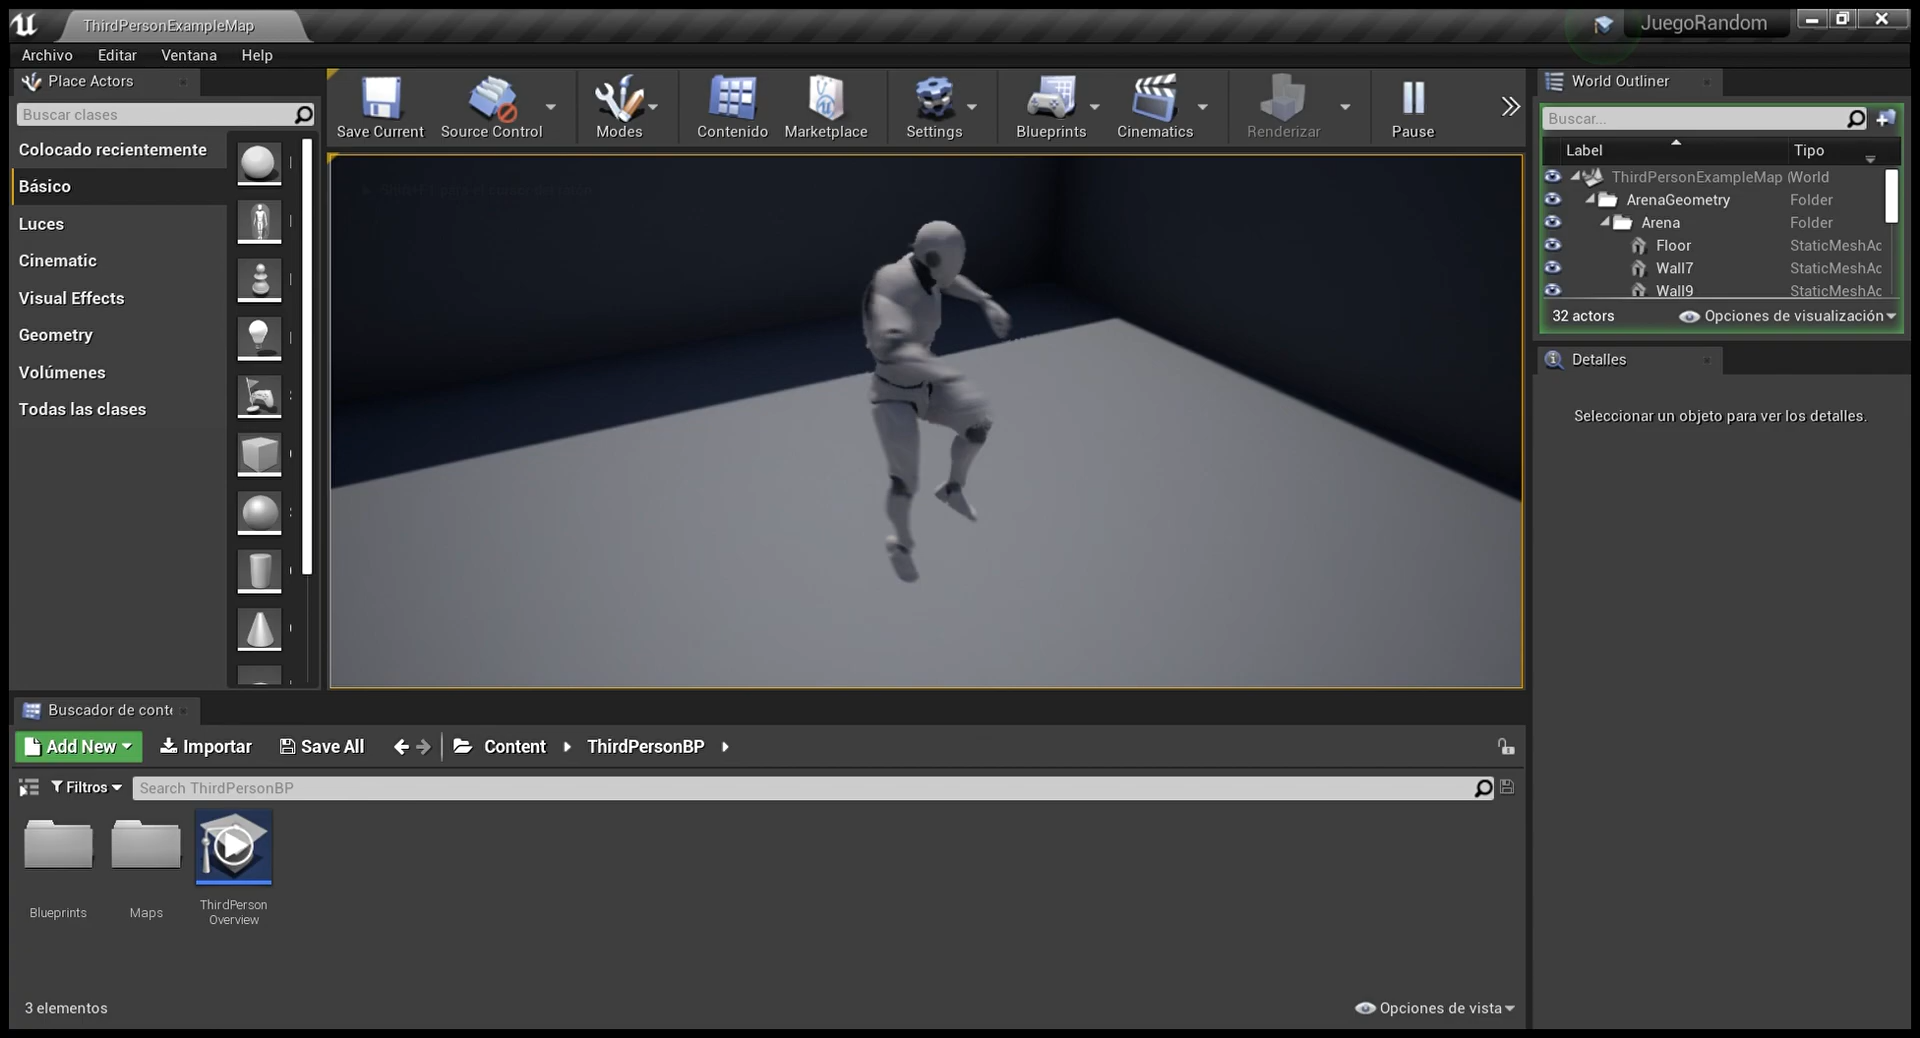 ThirdPersonExampleMap
JuegoRandom
Archivo Editar Ventana Help
Place Actors
Buscar clases
Colocado recientemente
Básico
Luces
Cinematic
Visual Effects
Geometry
Volúmenes
Todas las clases
Save Current Source Control Modes Contenido Marketplace Settings Blueprints Cinematics Renderizar Pause
World Outliner
Buscar...
Label Tipo
ThirdPersonExampleMap ( World
ArenaGeometry Folder
Arena Folder
Floor StaticMeshAc
Wall7 StaticMeshAc
Wall9 StaticMeshAc
32 actors Opciones de visualización
Detalles
Seleccionar un objeto para ver los detalles.
Buscador de conte
Add New Importar Save All Content ThirdPersonBP
Filtros Search ThirdPersonBP
Blueprints
Maps
ThirdPerson
Overview
3 elementos Opciones de vista